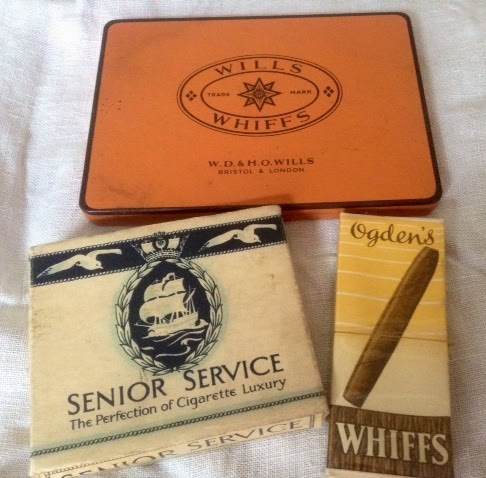 WILLS
TRADE MARK
WHIFFS
W.D.& H.O.WILLS
BRISTOL & LONDON
SENIOR SERVICE
The Perfection of Cigarette Luxury
SENIOR SERVICE
Ogden's
WHIFFS